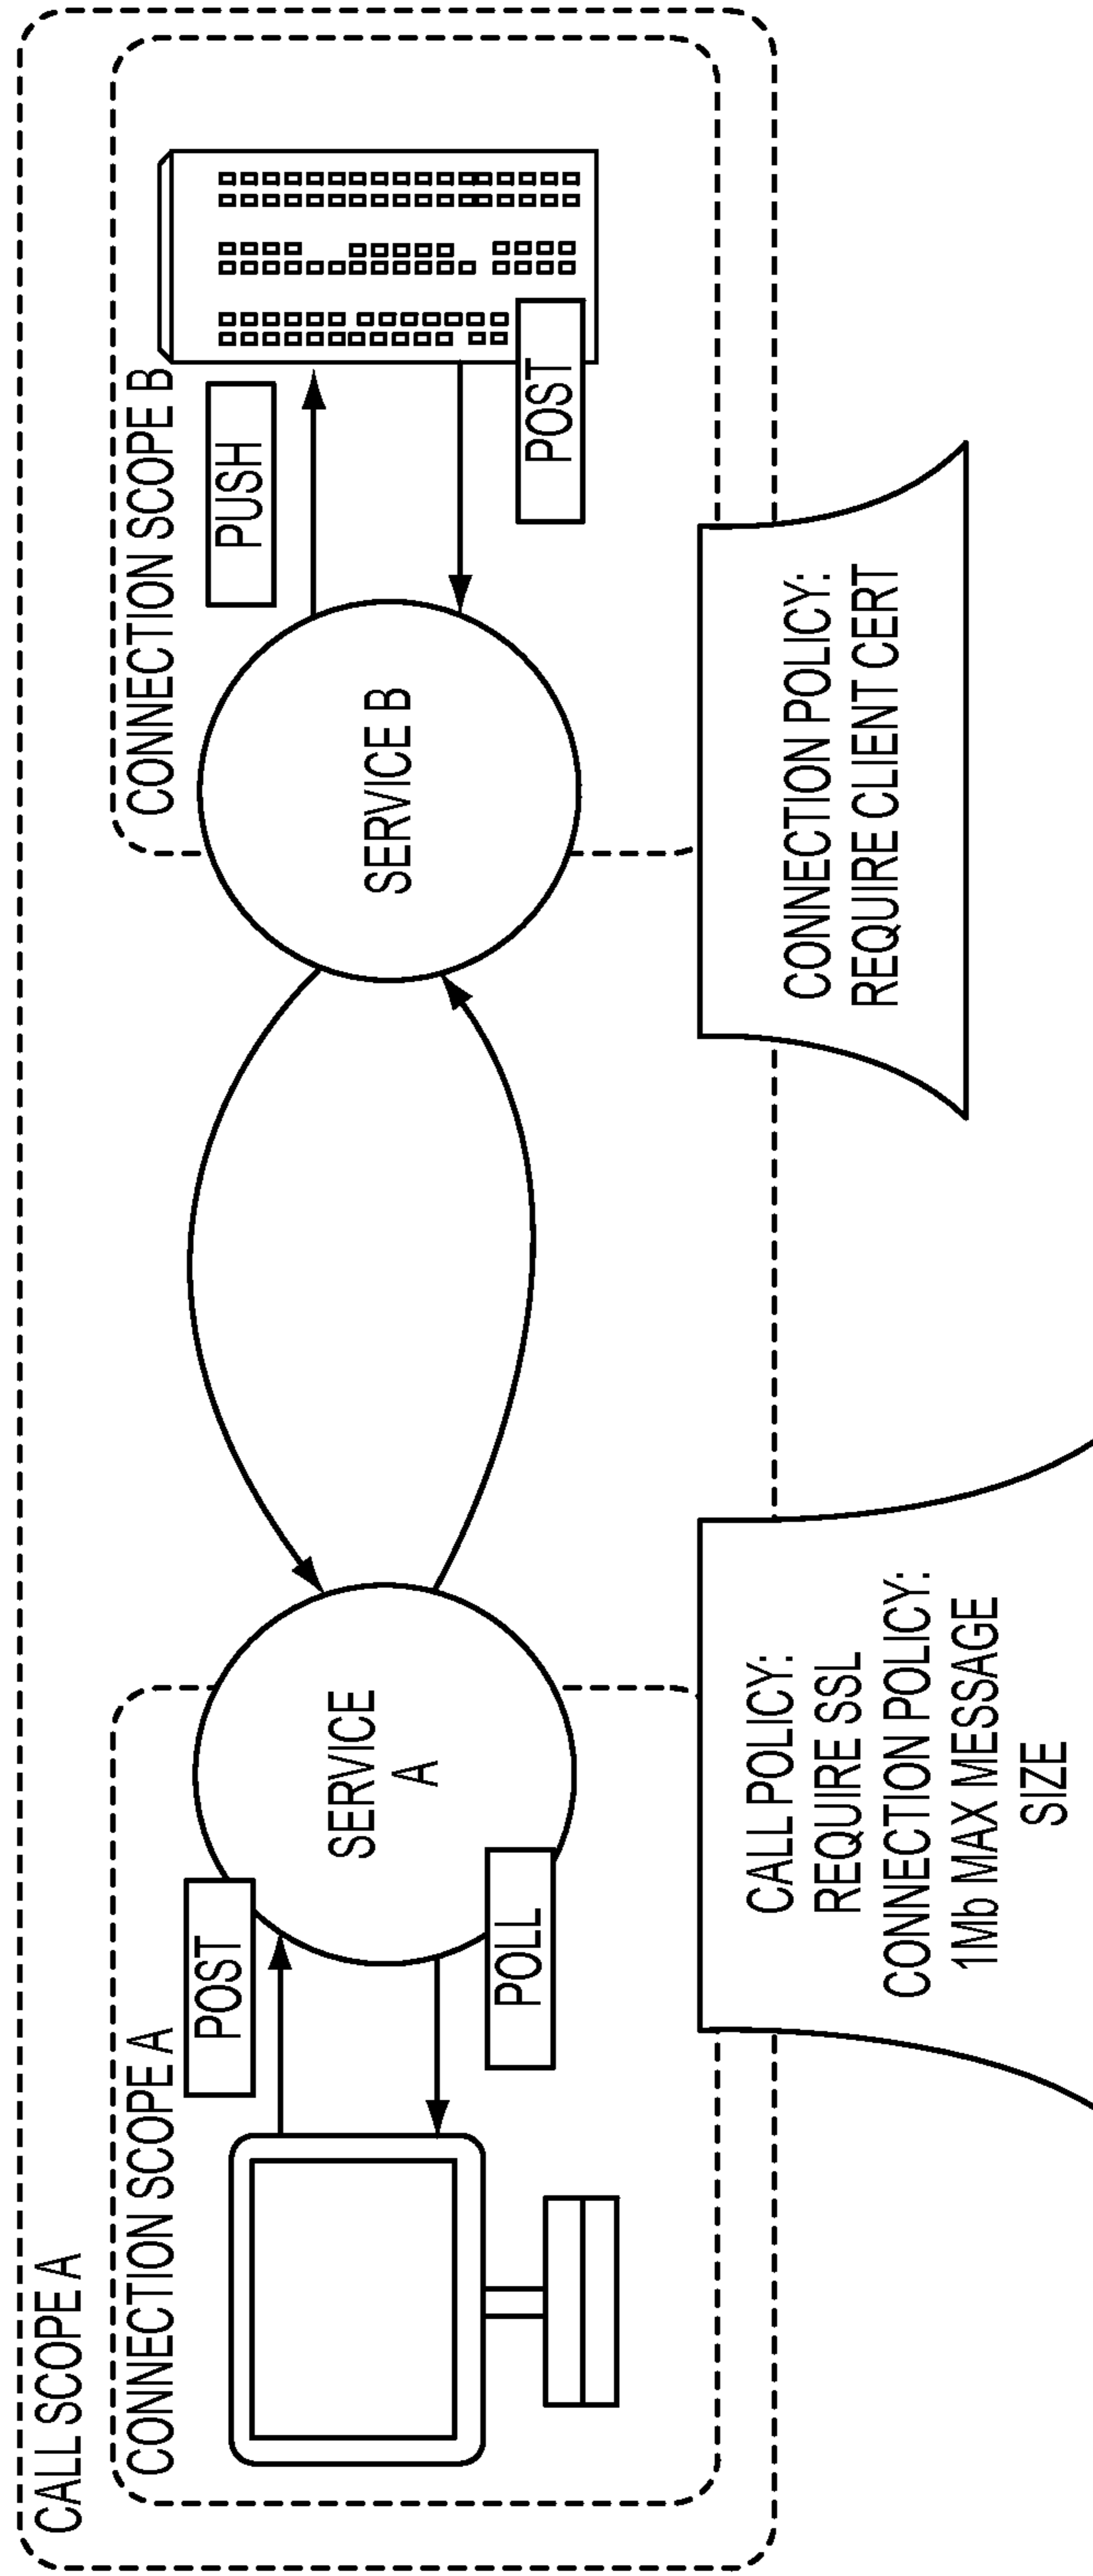 CALL SCOPE A
CONNECTION SCOPE A
CONNECTION SCOPE B
POST
PUSH
SERVICE
A
SERVICE B
POLL
POST
CALL POLICY:
REQUIRE SSL
CONNECTION POLICY:
1Mb MAX MESSAGE
SIZE
CONNECTION POLICY:
REQUIRE CLIENT CERT